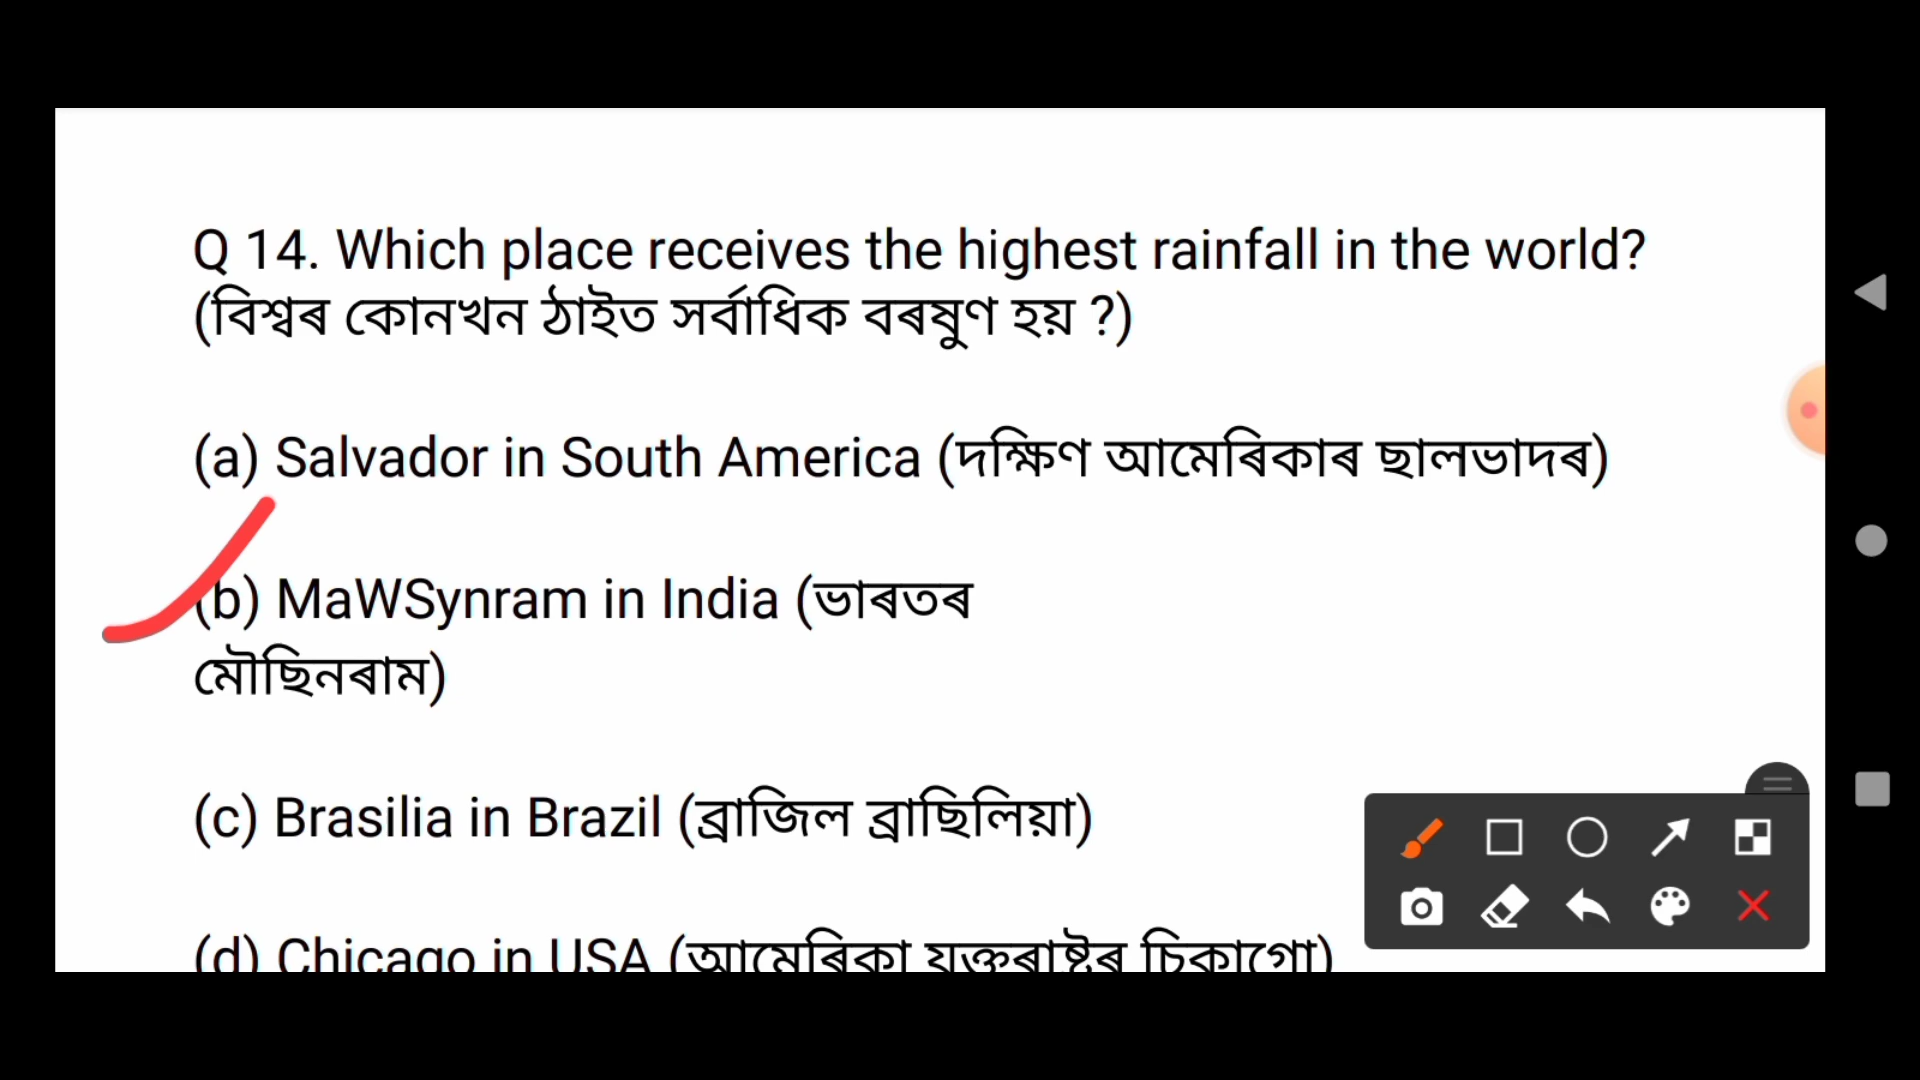 Q 14. Which place receives the highest rainfall in the world?
(বিশ্বৰ কোনখন ঠাইত সৰ্বাধিক বৰষুণ হয় ?)
(a) Salvador in South America (দক্ষিণ আমেৰিকাৰ ছালভাদৰ)
(b) MaWSynram in India (ভাৰতৰ
মৌছিনৰাম)
(c) Brasilia in Brazil (ব্ৰাজিল ব্ৰাছিলিয়া)
(d) Chicago in USA (আমেৰিকা যুক্তৰাষ্ট্ৰৰ চিকাগো)